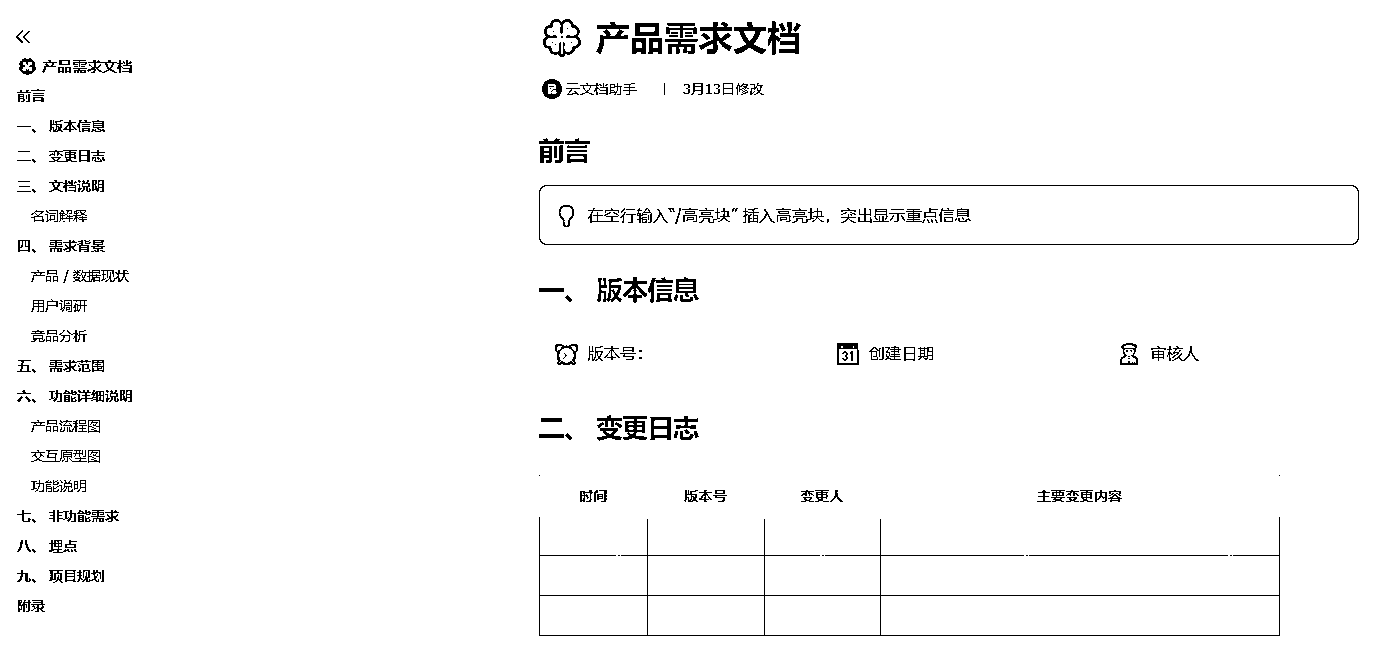 产品需求文档
前言
一、 版本信息
二、 变更日志
三、 文档说明
名词解释
四、 需求背景
产品 / 数据现状
用户调研
竞品分析
五、 需求范围
六、 功能详细说明
产品流程图
交互原型图
功能说明
七、 非功能需求
八、 埋点
九、 项目规划
附录
产品需求文档
云文档助手 | 3月13日修改
前言
在空行输入“/高亮块” 插入高亮块，突出显示重点信息
一、 版本信息
版本号： 31 创建日期 审核人
二、 变更日志
时间 版本号 变更人 主要变更内容